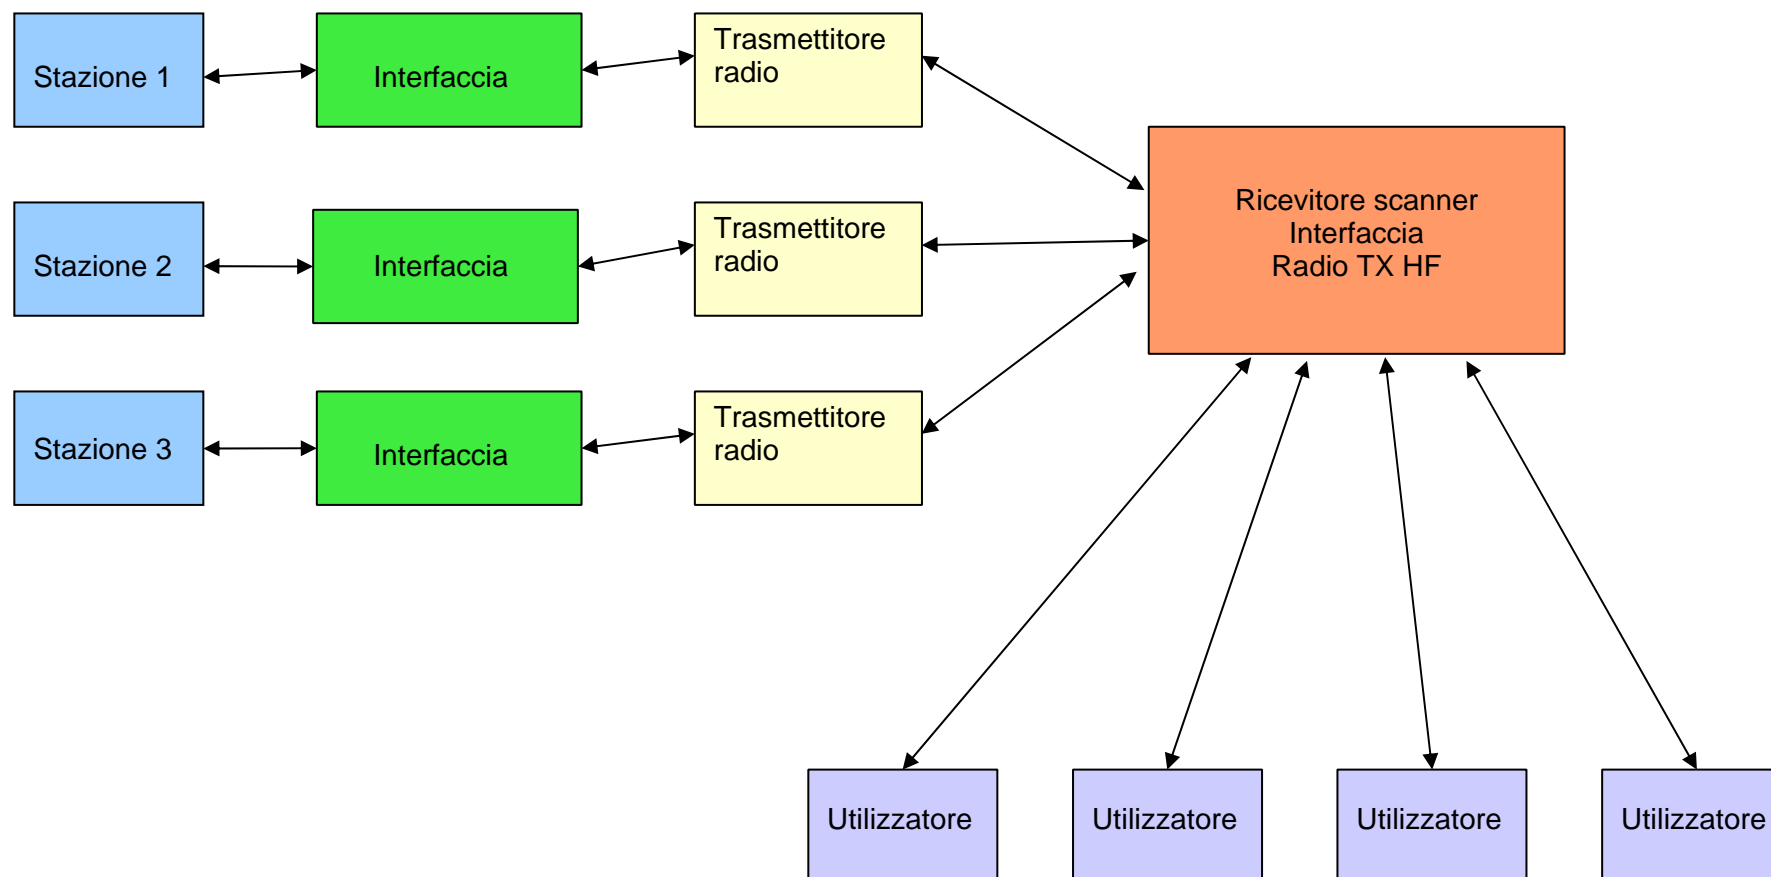 Stazione 1
Interfaccia
Trasmettitore
radio
Stazione 2
Interfaccia
Trasmettitore
radio
Ricevitore scanner
Interfaccia
Radio TX HF
Stazione 3
Interfaccia
Trasmettitore
radio
Utilizzatore
Utilizzatore
Utilizzatore
Utilizzatore